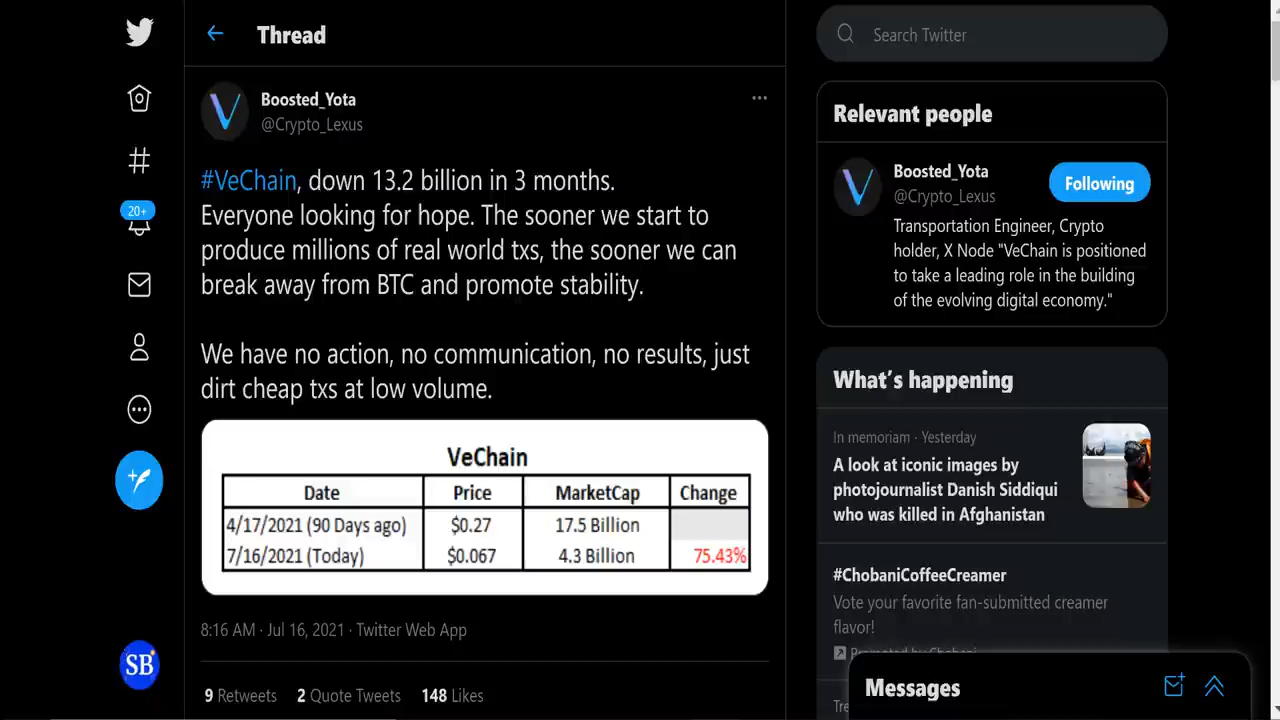 Thread
Boosted_Yota
@Crypto_Lexus
#VeChain, down 13.2 billion in 3 months.
Everyone looking for hope. The sooner we start to
produce millions of real world txs, the sooner we can
break away from BTC and promote stability.
We have no action, no communication, no results, just
dirt cheap txs at low volume.
VeChain
Date Price MarketCap Change
4/17/2021 (90 Days ago) $0.27 17.5 Billion
7/16/2021 (Today) $0.067 4.3 Billion 75.43%
8:16 AM · Jul 16, 2021 · Twitter Web App
9 Retweets 2 Quote Tweets 148 Likes
20+
SB
Search Twitter
Relevant people
Boosted_Yota
@Crypto_Lexus
Following
Transportation Engineer, Crypto
holder, X Node "VeChain is positioned
to take a leading role in the building
of the evolving digital economy."
What's happening
In memoriam · Yesterday
A look at iconic images by
photojournalist Danish Siddiqui
who was killed in Afghanistan
#ChobaniCoffeeCreamer
Vote your favorite fan-submitted creamer
flavor!
Promoted by Chobani
Tre
Messages